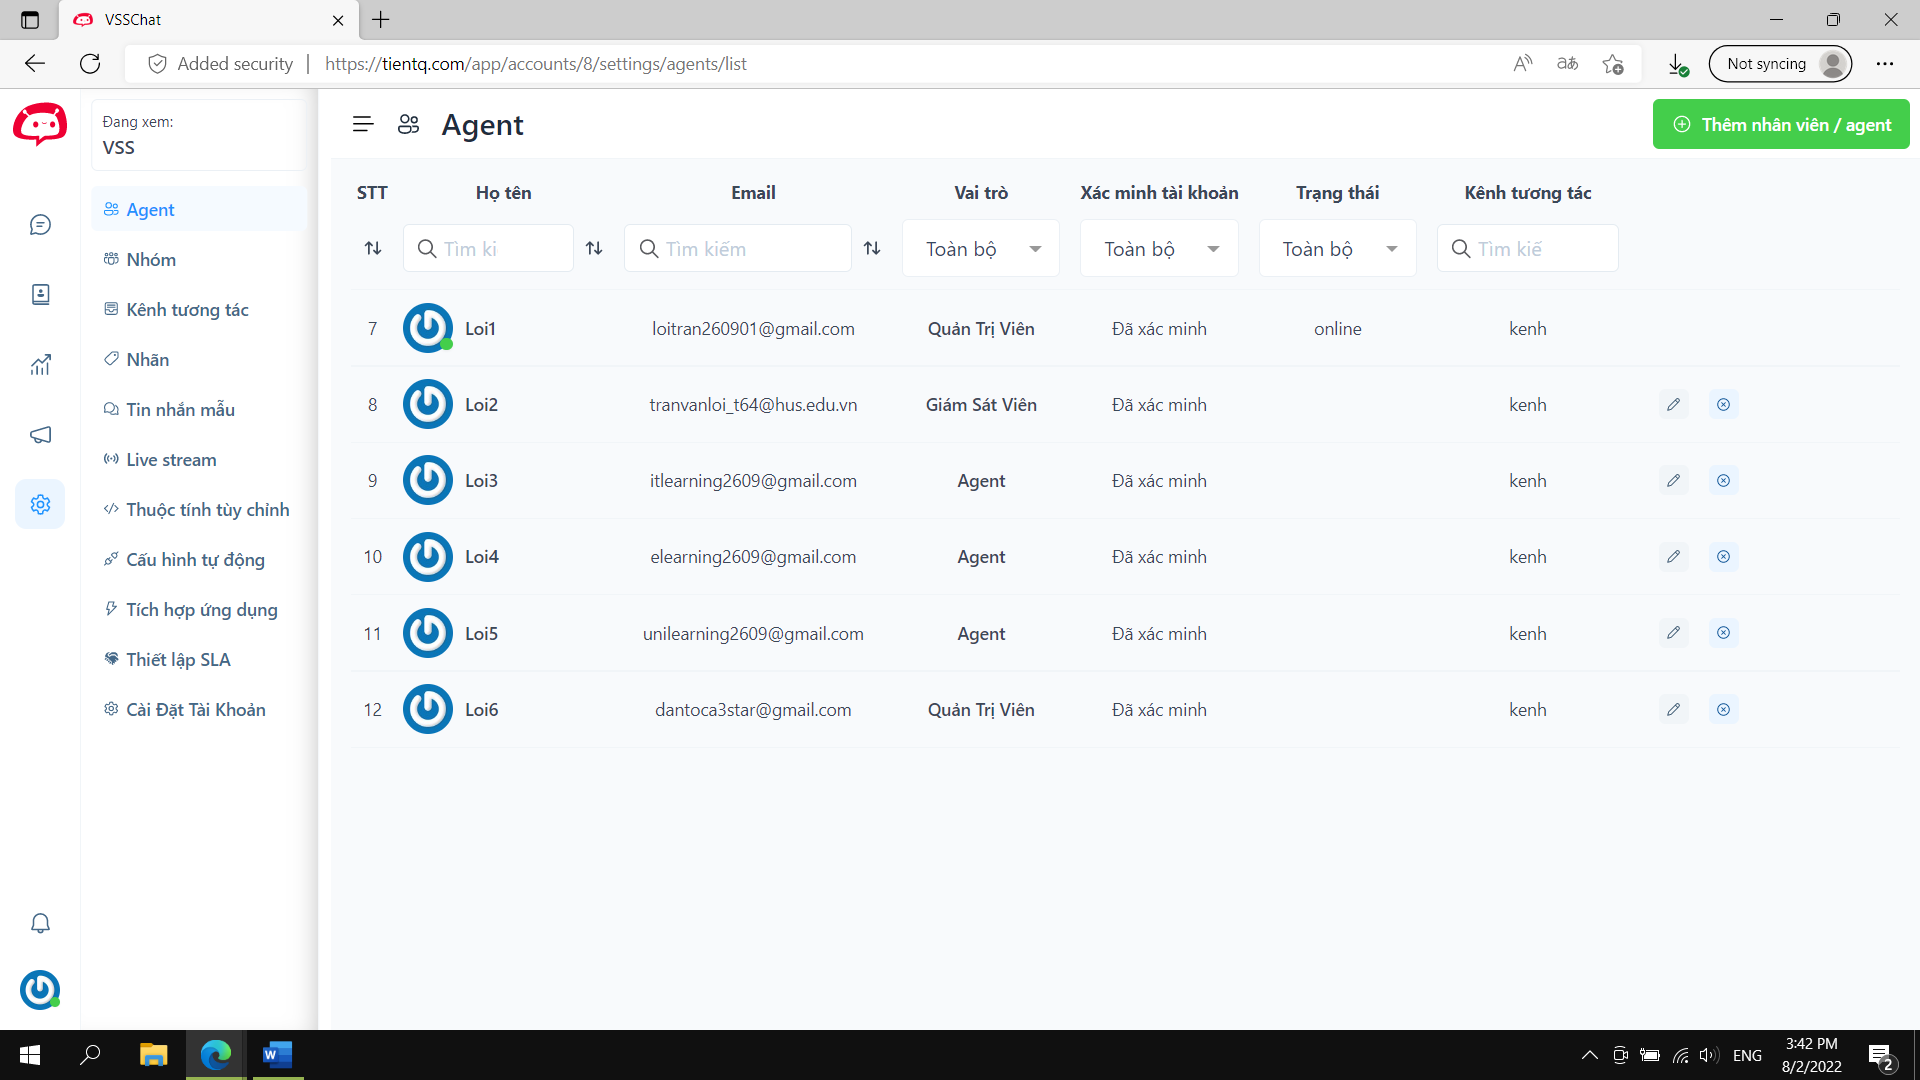 VSSChat
Added security
https://tientq.com/app/accounts/8/settings/agents/list
Not syncing
Đang xem:
VSS
Agent
Nhóm
Kênh tương tác
Nhãn
Tin nhắn mẫu
Live stream
Thuộc tính tùy chỉnh
Cấu hình tự động
Tích hợp ứng dụng
Thiết lập SLA
Cài Đặt Tài Khoản
Agent
Thêm nhân viên / agent
STT Họ tên Email Vai trò Xác minh tài khoản Trạng thái Kênh tương tác
Tìm ki Tìm kiếm Toàn bộ Toàn bộ Toàn bộ Tìm kiế
7 Loi1 loitran260901@gmail.com Quản Trị Viên Đã xác minh online kenh
8 Loi2 tranvanloi_t64@hus.edu.vn Giám Sát Viên Đã xác minh kenh
9 Loi3 itlearning2609@gmail.com Agent Đã xác minh kenh
10 Loi4 elearning2609@gmail.com Agent Đã xác minh kenh
11 Loi5 unilearning2609@gmail.com Agent Đã xác minh kenh
12 Loi6 dantoca3star@gmail.com Quản Trị Viên Đã xác minh kenh
ENG
3:42 PM
8/2/2022
2